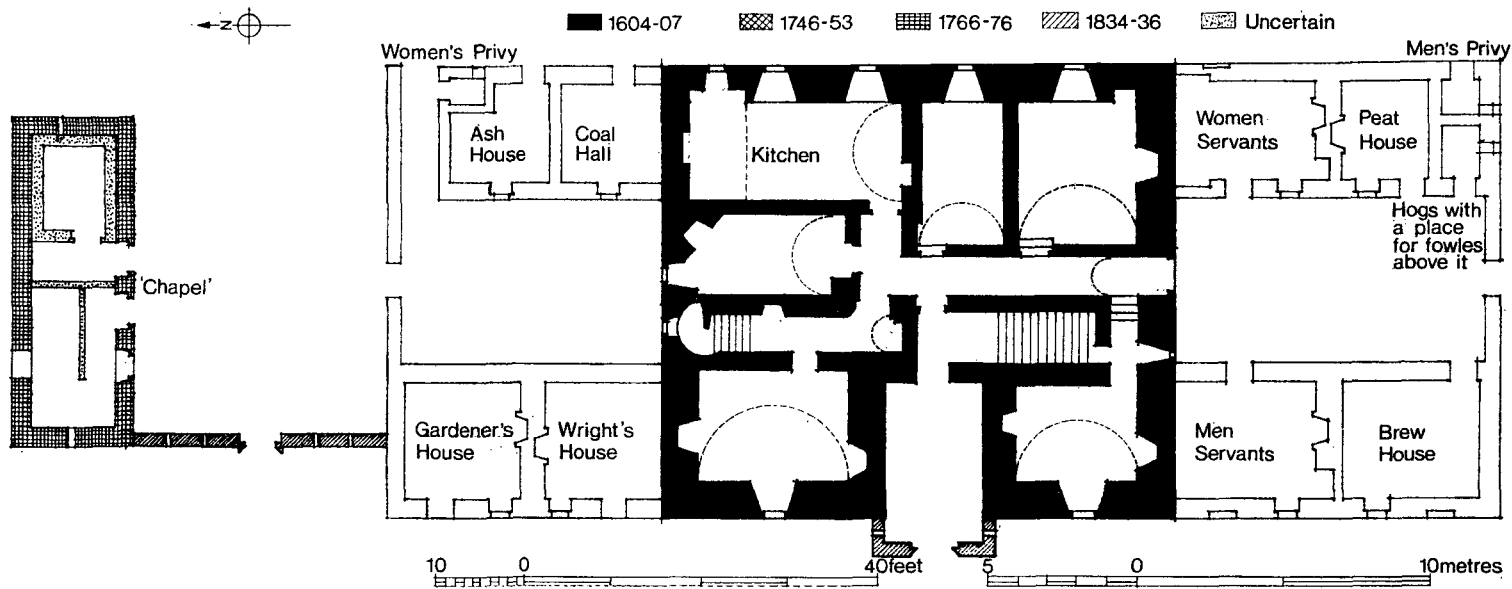 N
1604-07
1746-53
1766-76
1834-36
Uncertain
Women's Privy
Men's Privy
Ash
House
Coal
Hall
Kitchen
Women
Servants
Peat
House
Hogs with
a place
for fowles
above it
'Chapel'
Gardener's
House
Wright's
House
Men
Servants
Brew
House
10 0 40feet
5 0 10metres